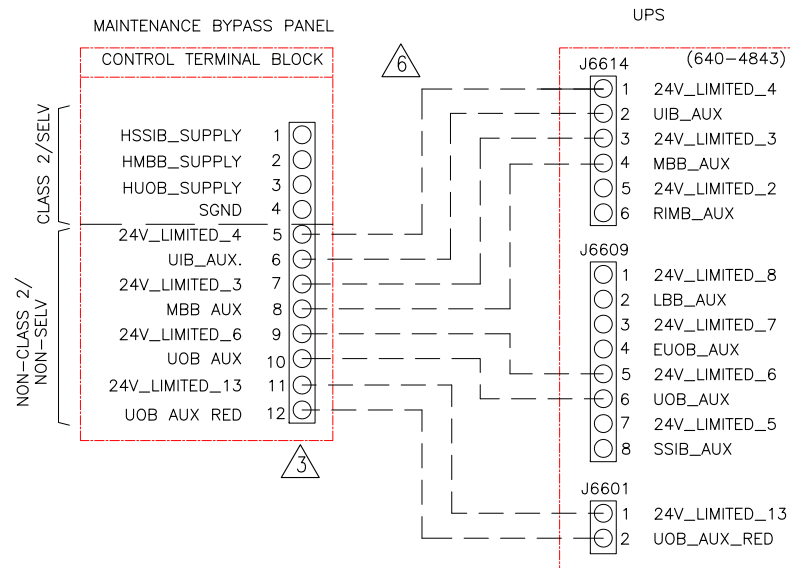 UPS
MAINTENANCE BYPASS PANEL
CONTROL TERMINAL BLOCK
6
CLASS 2/SELV
HSSIB_SUPPLY 1
HMBB_SUPPLY 2
HUOB_SUPPLY 3
SGND 4
NON-CLASS 2/
NON-SELV
24V_LIMITED_4 5
UIB_AUX. 6
24V_LIMITED_3 7
MBB AUX 8
24V_LIMITED_6 9
UOB AUX 10
24V_LIMITED_13 11
UOB AUX RED 12
3
J6614 (640-4843)
1 24V_LIMITED_4
2 UIB_AUX
3 24V_LIMITED_3
4 MBB_AUX
5 24V_LIMITED_2
6 RIMB_AUX
J6609
1 24V_LIMITED_8
2 LBB_AUX
3 24V_LIMITED_7
4 EUOB_AUX
5 24V_LIMITED_6
6 UOB_AUX
7 24V_LIMITED_5
8 SSIB_AUX
J6601
1 24V_LIMITED_13
2 UOB_AUX_RED